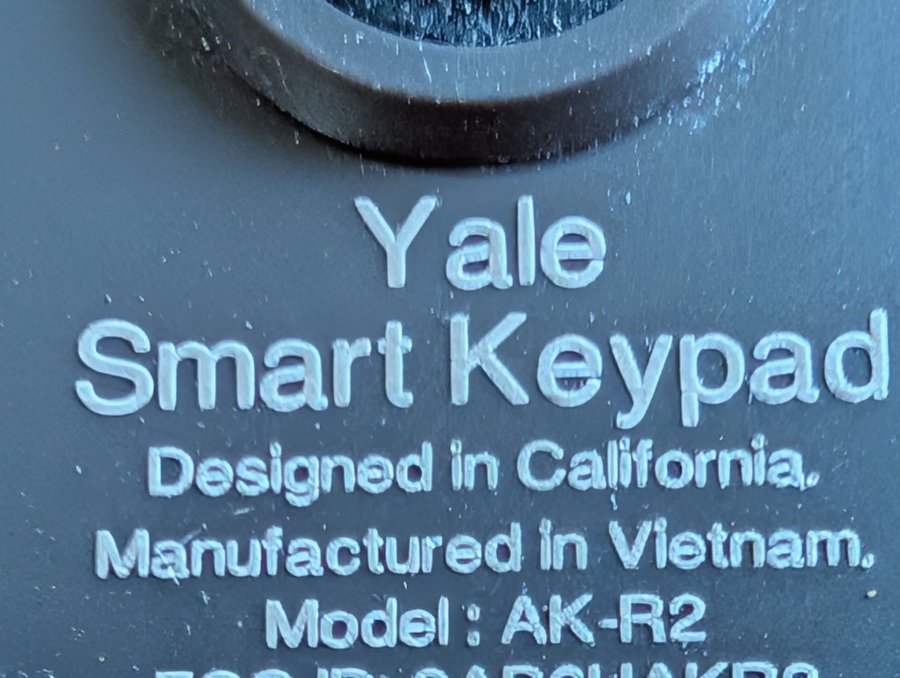 Yale
Smart Keypad
Designed in California.
Manufactured in Vietnam.
Model : AK-R2